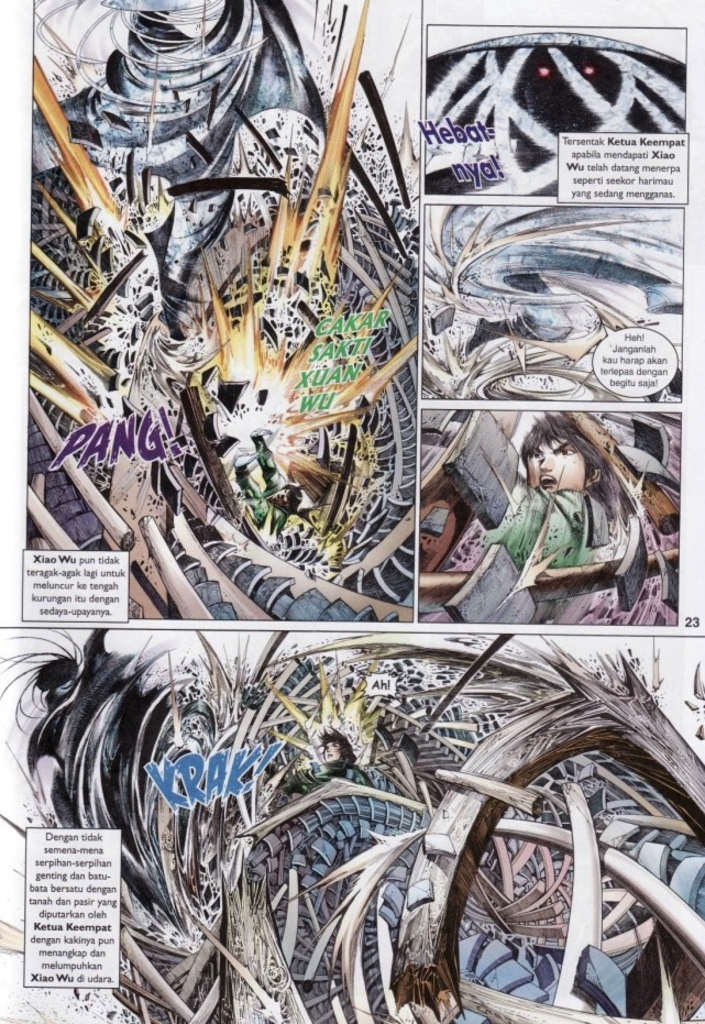 CAKAR
SAKTI
XUAN
WU
PANG!
Xiao Wu pun tidak
teragak-agak lagi untuk
meluncur ke tengah
kurungan itu dengan
sedaya-upayanya.
Hebat-
nya!
Tersentak Ketua Keempat
apabila mendapati Xiao
Wu telah datang menerpa
seperti seekor harimau
yang sedang mengganas.
Heh!
Janganlah
kau harap akan
terlepas dengan
begitu saja!
23
Ah!
KRAK!
Dengan tidak
semena-mena
serpihan-serpihan
genting dan batu-
bata bersatu dengan
tanah dan pasir yang
diputarkan oleh
Ketua Keempat
dengan kakinya pun
menangkap dan
melumpuhkan
Xiao Wu di udara.